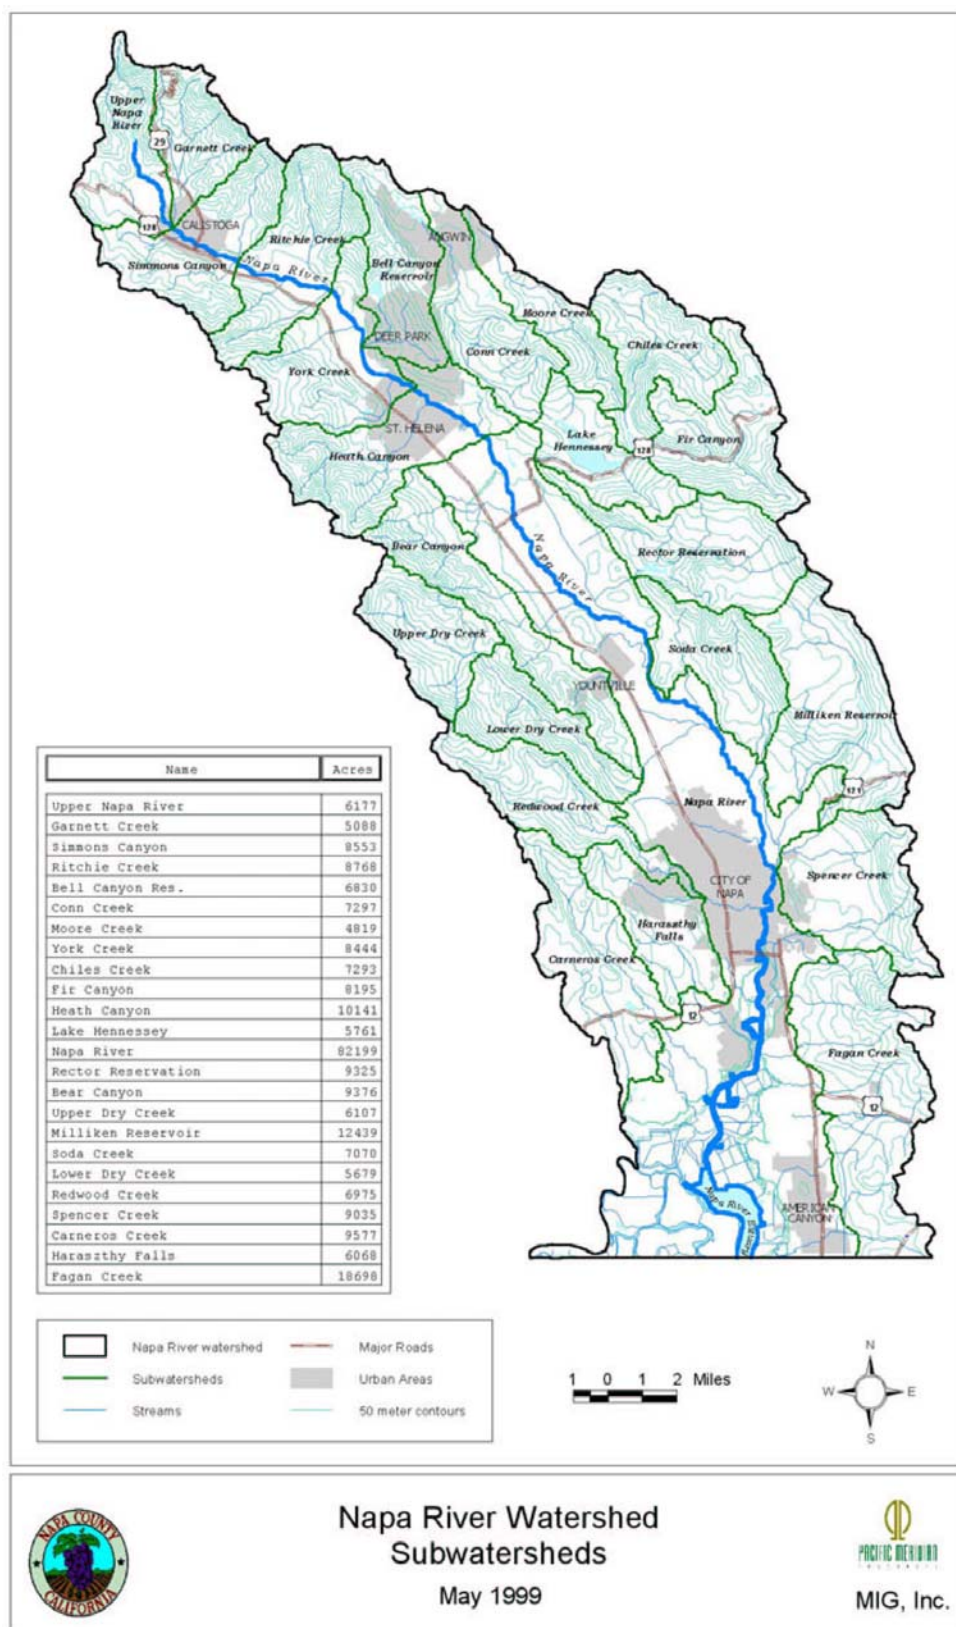 Upper
Napa
River
29
Garnett Creek
128
CALISTOGA
Simmons Canyon
Napa River
Ritchie Creek
ANGWIN
Bell Canyon
Reservoir
Moore Creek
DEER PARK
Conn Creek
Chiles Creek
York Creek
ST. HELENA
Lake
Hennessey
Fir Canyon
128
Heath Canyon
Bear Canyon
Napa River
Rector Reservation
Upper Dry Creek
Soda Creek
YOUNTVILLE
Milliken Reservoir
Lower Dry Creek
121
Redwood Creek
Napa River
CITY OF
NAPA
Spencer Creek
Haraszthy
Falls
Carneros Creek
12
Fagan Creek
12
Napa River
AMERICAN
CANYON
Name Acres
Upper Napa River 6177
Garnett Creek 5088
Simmons Canyon 8553
Ritchie Creek 8768
Bell Canyon Res. 6830
Conn Creek 7297
Moore Creek 4819
York Creek 8444
Chiles Creek 7293
Fir Canyon 8195
Heath Canyon 10141
Lake Hennessey 5761
Napa River 82199
Rector Reservation 9325
Bear Canyon 9376
Upper Dry Creek 6107
Milliken Reservoir 12439
Soda Creek 7070
Lower Dry Creek 5679
Redwood Creek 6975
Spencer Creek 9035
Carneros Creek 9577
Haraszthy Falls 6068
Fagan Creek 18698
Napa River watershed
Major Roads
Subwatersheds
Urban Areas
Streams
50 meter contours
1 0 1 2 Miles
N
W E
S
NAPA COUNTY
CALIFORNIA
Napa River Watershed
Subwatersheds
May 1999
PACIFIC MERIDIAN
MIG, Inc.